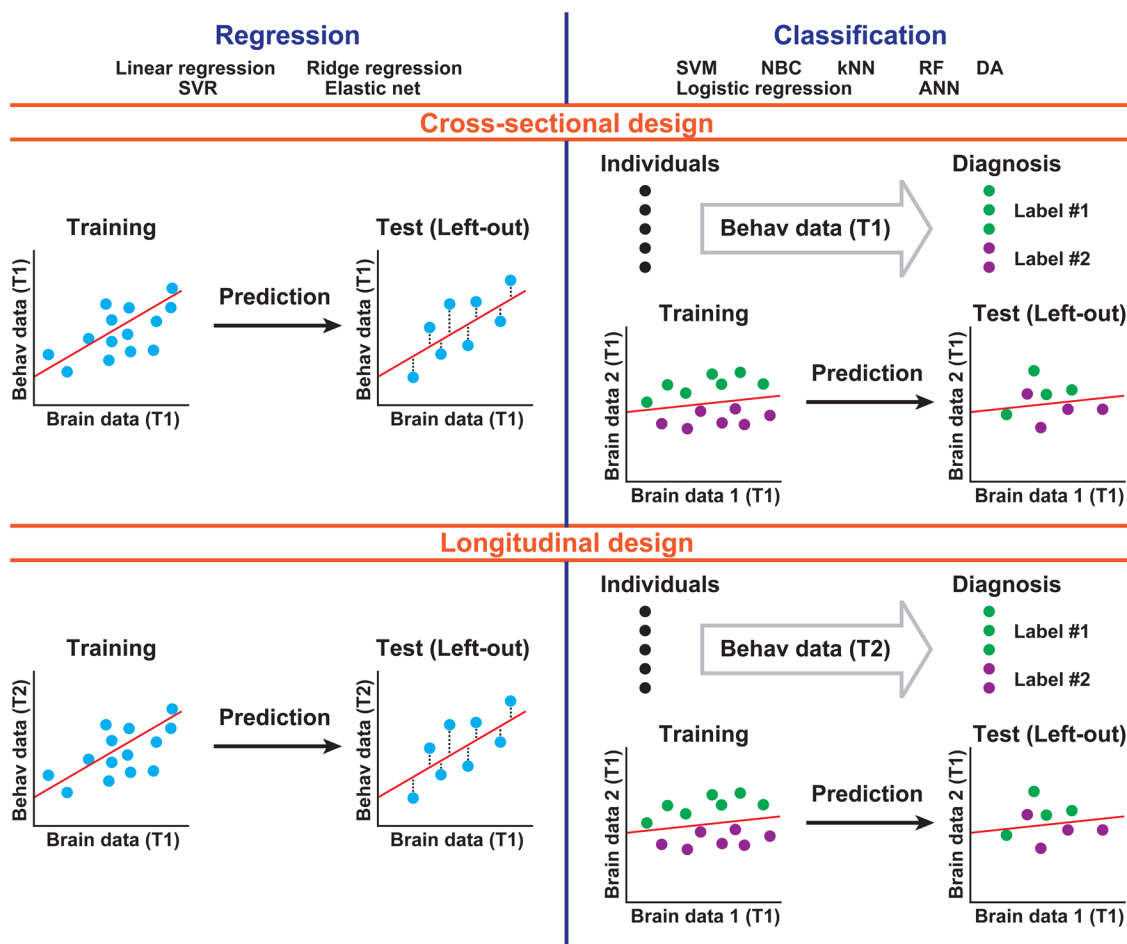 Regression
Linear regression Ridge regression
SVR Elastic net
Classification
SVM NBC kNN RF DA
Logistic regression ANN
Cross-sectional design
Training
Behav data (T1)
Brain data (T1)
Prediction
Test (Left-out)
Behav data (T1)
Brain data (T1)
Individuals
Behav data (T1)
Diagnosis
Label #1
Label #2
Training
Brain data 2 (T1)
Brain data 1 (T1)
Prediction
Test (Left-out)
Brain data 2 (T1)
Brain data 1 (T1)
Longitudinal design
Training
Behav data (T2)
Brain data (T1)
Prediction
Test (Left-out)
Behav data (T2)
Brain data (T1)
Individuals
Behav data (T2)
Diagnosis
Label #1
Label #2
Training
Brain data 2 (T1)
Brain data 1 (T1)
Prediction
Test (Left-out)
Brain data 2 (T1)
Brain data 1 (T1)